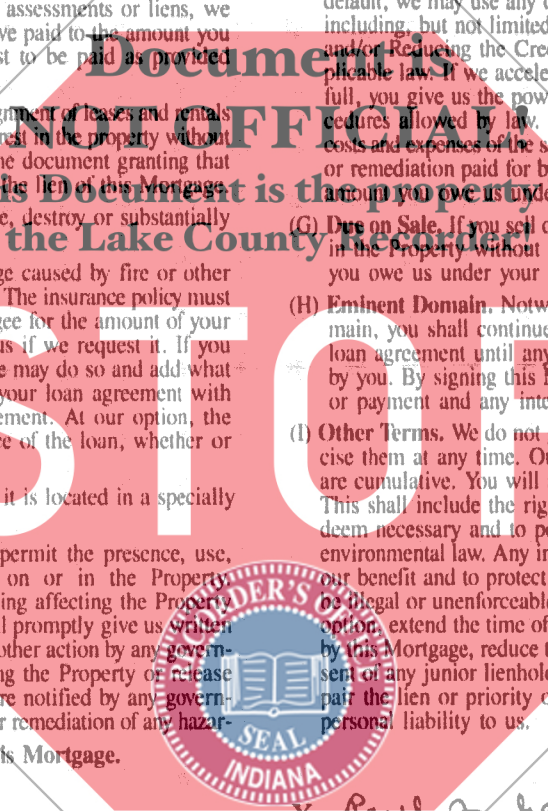 assessments or liens, we
ve paid to the amount you
st to be paid as provided
gnment of leases and rentals
rest in the property without
he document granting that
the lien of this Mortgage.
e, destroy or substantially
ge caused by fire or other
The insurance policy must
gee for the amount of your
us if we request it. If you
e may do so and add what
your loan agreement with
ement. At our option, the
ce of the loan, whether or
it is located in a specially
permit the presence, use,
on or in the Property.
ing affecting the Property
l promptly give us written
other action by any govern-
ng the Property or release
re notified by any govern-
r remediation of any hazar-
is Mortgage.
default, we may use any
including, but not limited
and/or Reducing the Cre
plicable law. If we accele
full, you give us the pow
cedures allowed by law.
costs and expenses of the s
or remediation paid for b
amount you owe us unde
(G) Due on Sale. If you sell
in the Property without
you owe us under your
(H) Eminent Domain. Notw
main, you shall continue
loan agreement until any
by you. By signing this
or payment and any inte
(I) Other Terms. We do not
cise them at any time. Ou
are cumulative. You will
This shall include the rig
deem necessary and to pe
environmental law. Any in
our benefit and to protect
be illegal or unenforceable
option, extend the time of
by this Mortgage, reduce t
sent of any junior lienhol
pair the lien or priority o
personal liability to us.
Document is
NOT OFFICIAL!
is Document is the property
the Lake County Recorder!
STOP
RECORDER'S OFFICE
SEAL
INDIANA